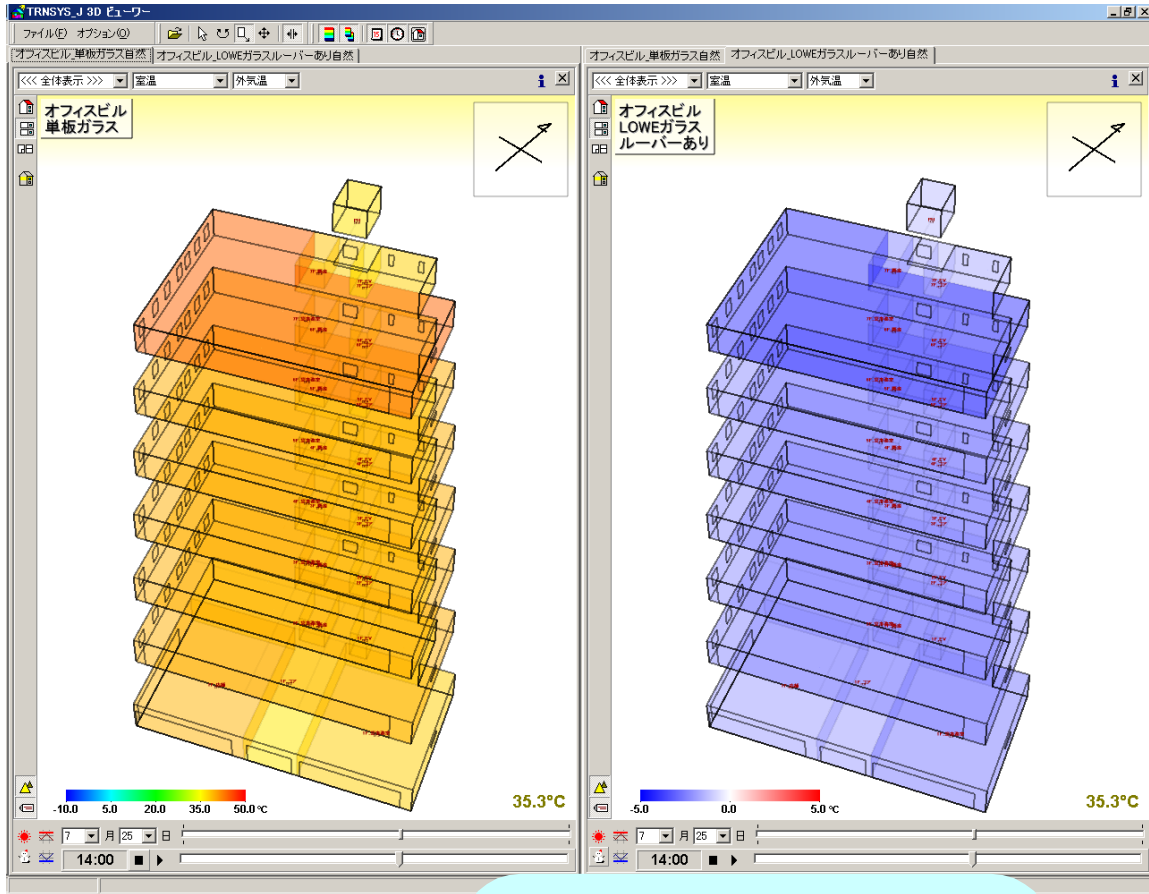 TRNSYS_J 3D ビューワー
ファイル(F) オプション(O)
オフィスビル_単板ガラス自然 オフィスビル_LOWEガラスルーバーあり自然
<<< 全体表示 >>> 室温 外気温
オフィスビル
単板ガラス
-10.0 5.0 20.0 35.0 50.0 ℃
35.3°C
7 月 25 日
14:00
オフィスビル_単板ガラス自然 オフィスビル_LOWEガラスルーバーあり自然
<<< 全体表示 >>> 室温 外気温
オフィスビル
LOWEガラス
ルーバーあり
-5.0 0.0 5.0 ℃
35.3°C
7 月 25 日
14:00